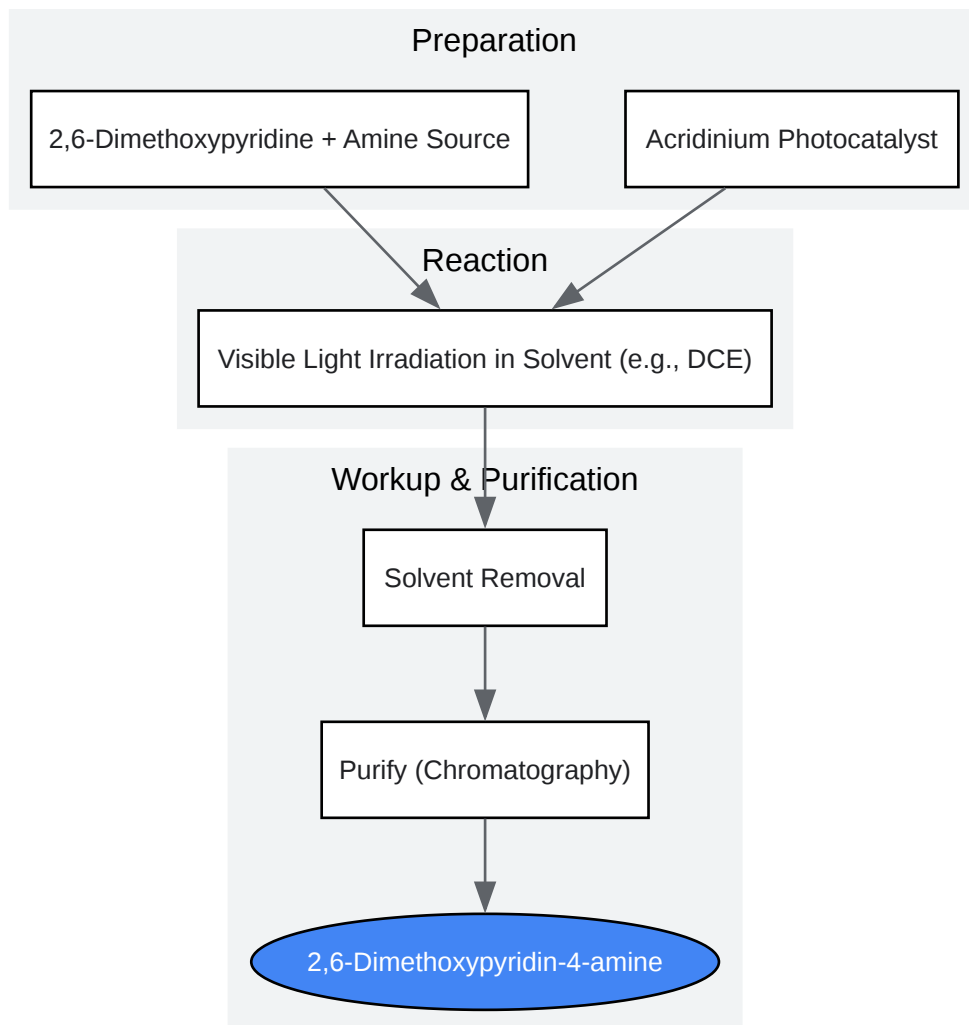 Preparation
2,6-Dimethoxypyridine + Amine Source
Acridinium Photocatalyst
Reaction
Visible Light Irradiation in Solvent (e.g., DCE)
Workup & Purification
Solvent Removal
Purify (Chromatography)
2,6-Dimethoxypyridin-4-amine